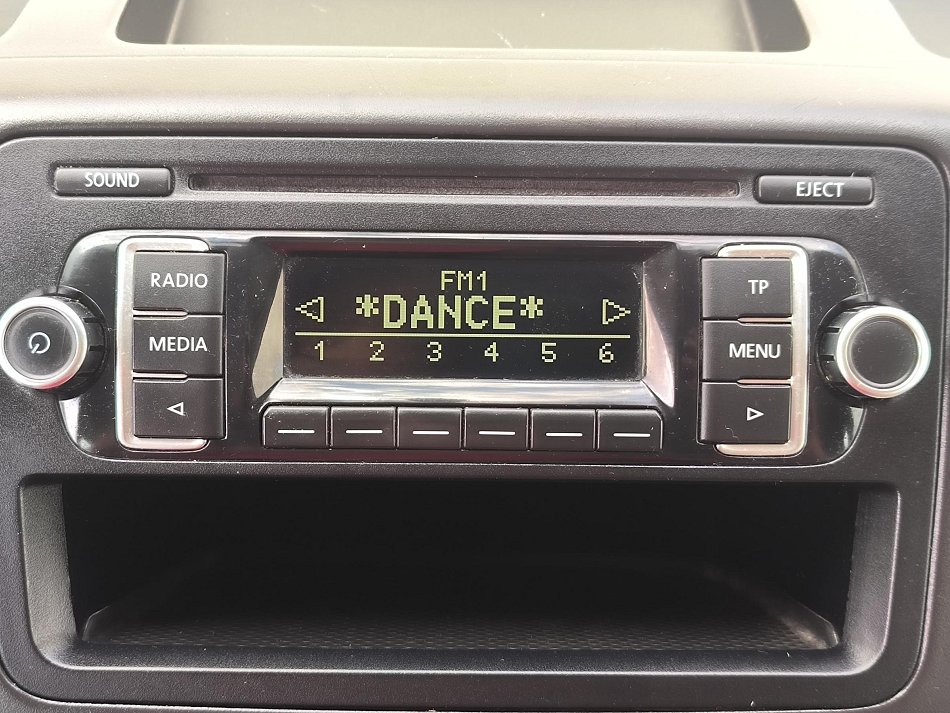 SOUND
EJECT
RADIO
MEDIA
FM1
*DANCE*
1 2 3 4 5 6
TP
MENU